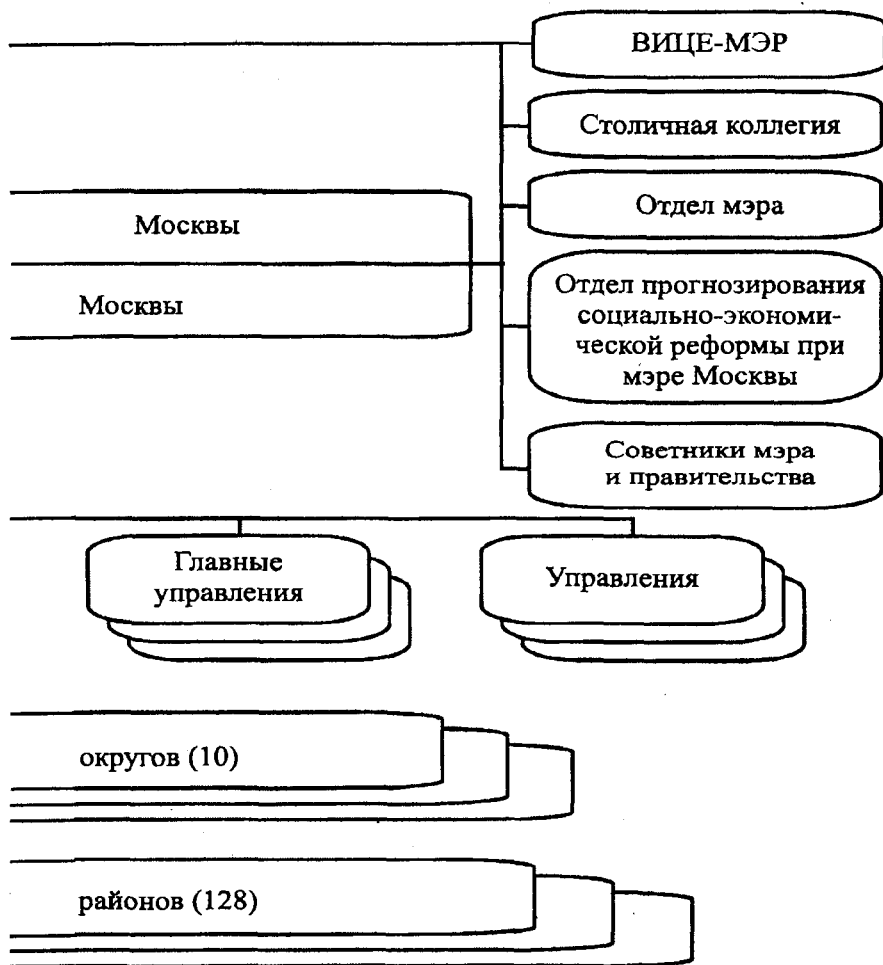 ВИЦЕ-МЭР
Столичная коллегия
Отдел мэра
Москвы
Москвы
Отдел прогнозирования
социально-экономи-
ческой реформы при
мэре Москвы
Советники мэра
и правительства
Главные
управления
Управления
округов (10)
районов (128)